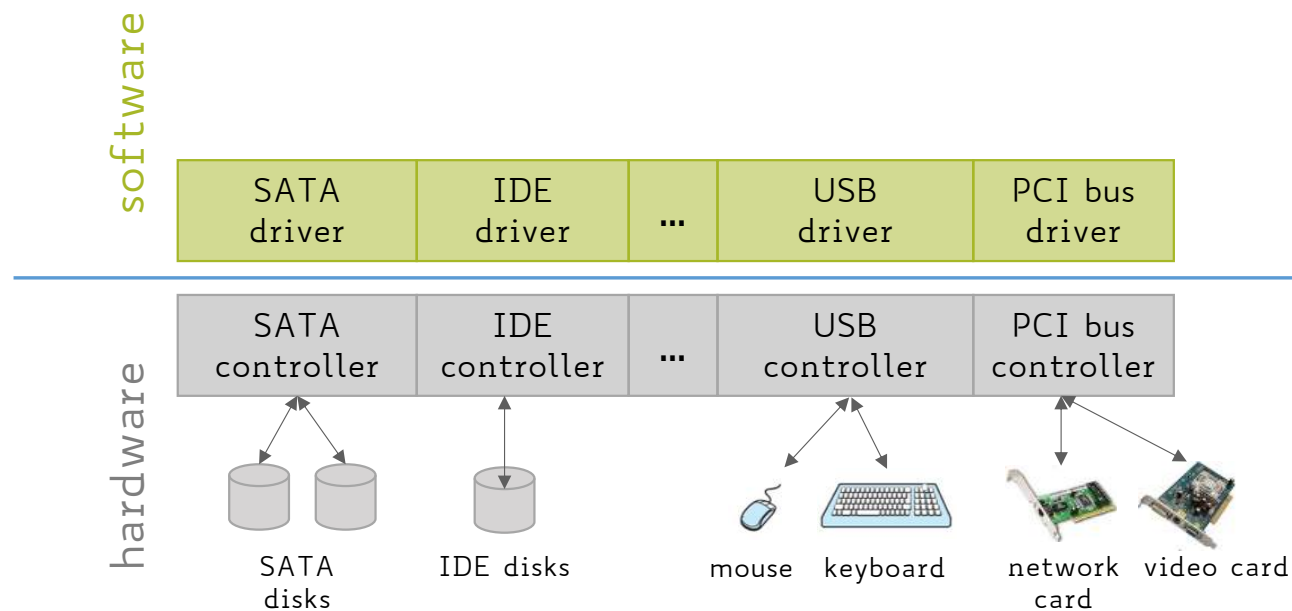 software
SATA
driver
IDE
driver
...
USB
driver
PCI bus
driver
hardware
SATA
controller
IDE
controller
...
USB
controller
PCI bus
controller
SATA
disks
IDE disks
mouse
keyboard
network
card
video card